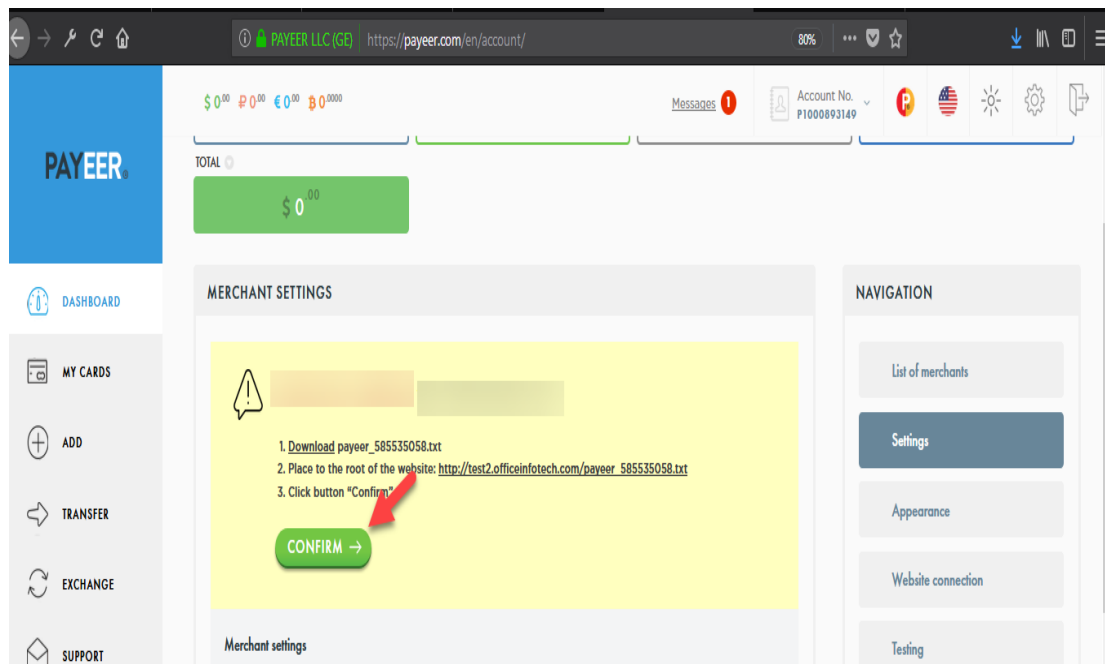 PAYEER LLC (GE) https://payeer.com/en/account/ 80%
$ 0.00 ₽ 0.00 € 0.00 ₿ 0.0000
Messages 1
Account No.
P1000893149
PAYEER
TOTAL
$ 0.00
DASHBOARD
MY CARDS
ADD
TRANSFER
EXCHANGE
SUPPORT
MERCHANT SETTINGS
1. Download payeer_585535058.txt
2. Place to the root of the website: http://test2.officeinfotech.com/payeer_585535058.txt
3. Click button “Confirm”
CONFIRM →
Merchant settings
NAVIGATION
List of merchants
Settings
Appearance
Website connection
Testing